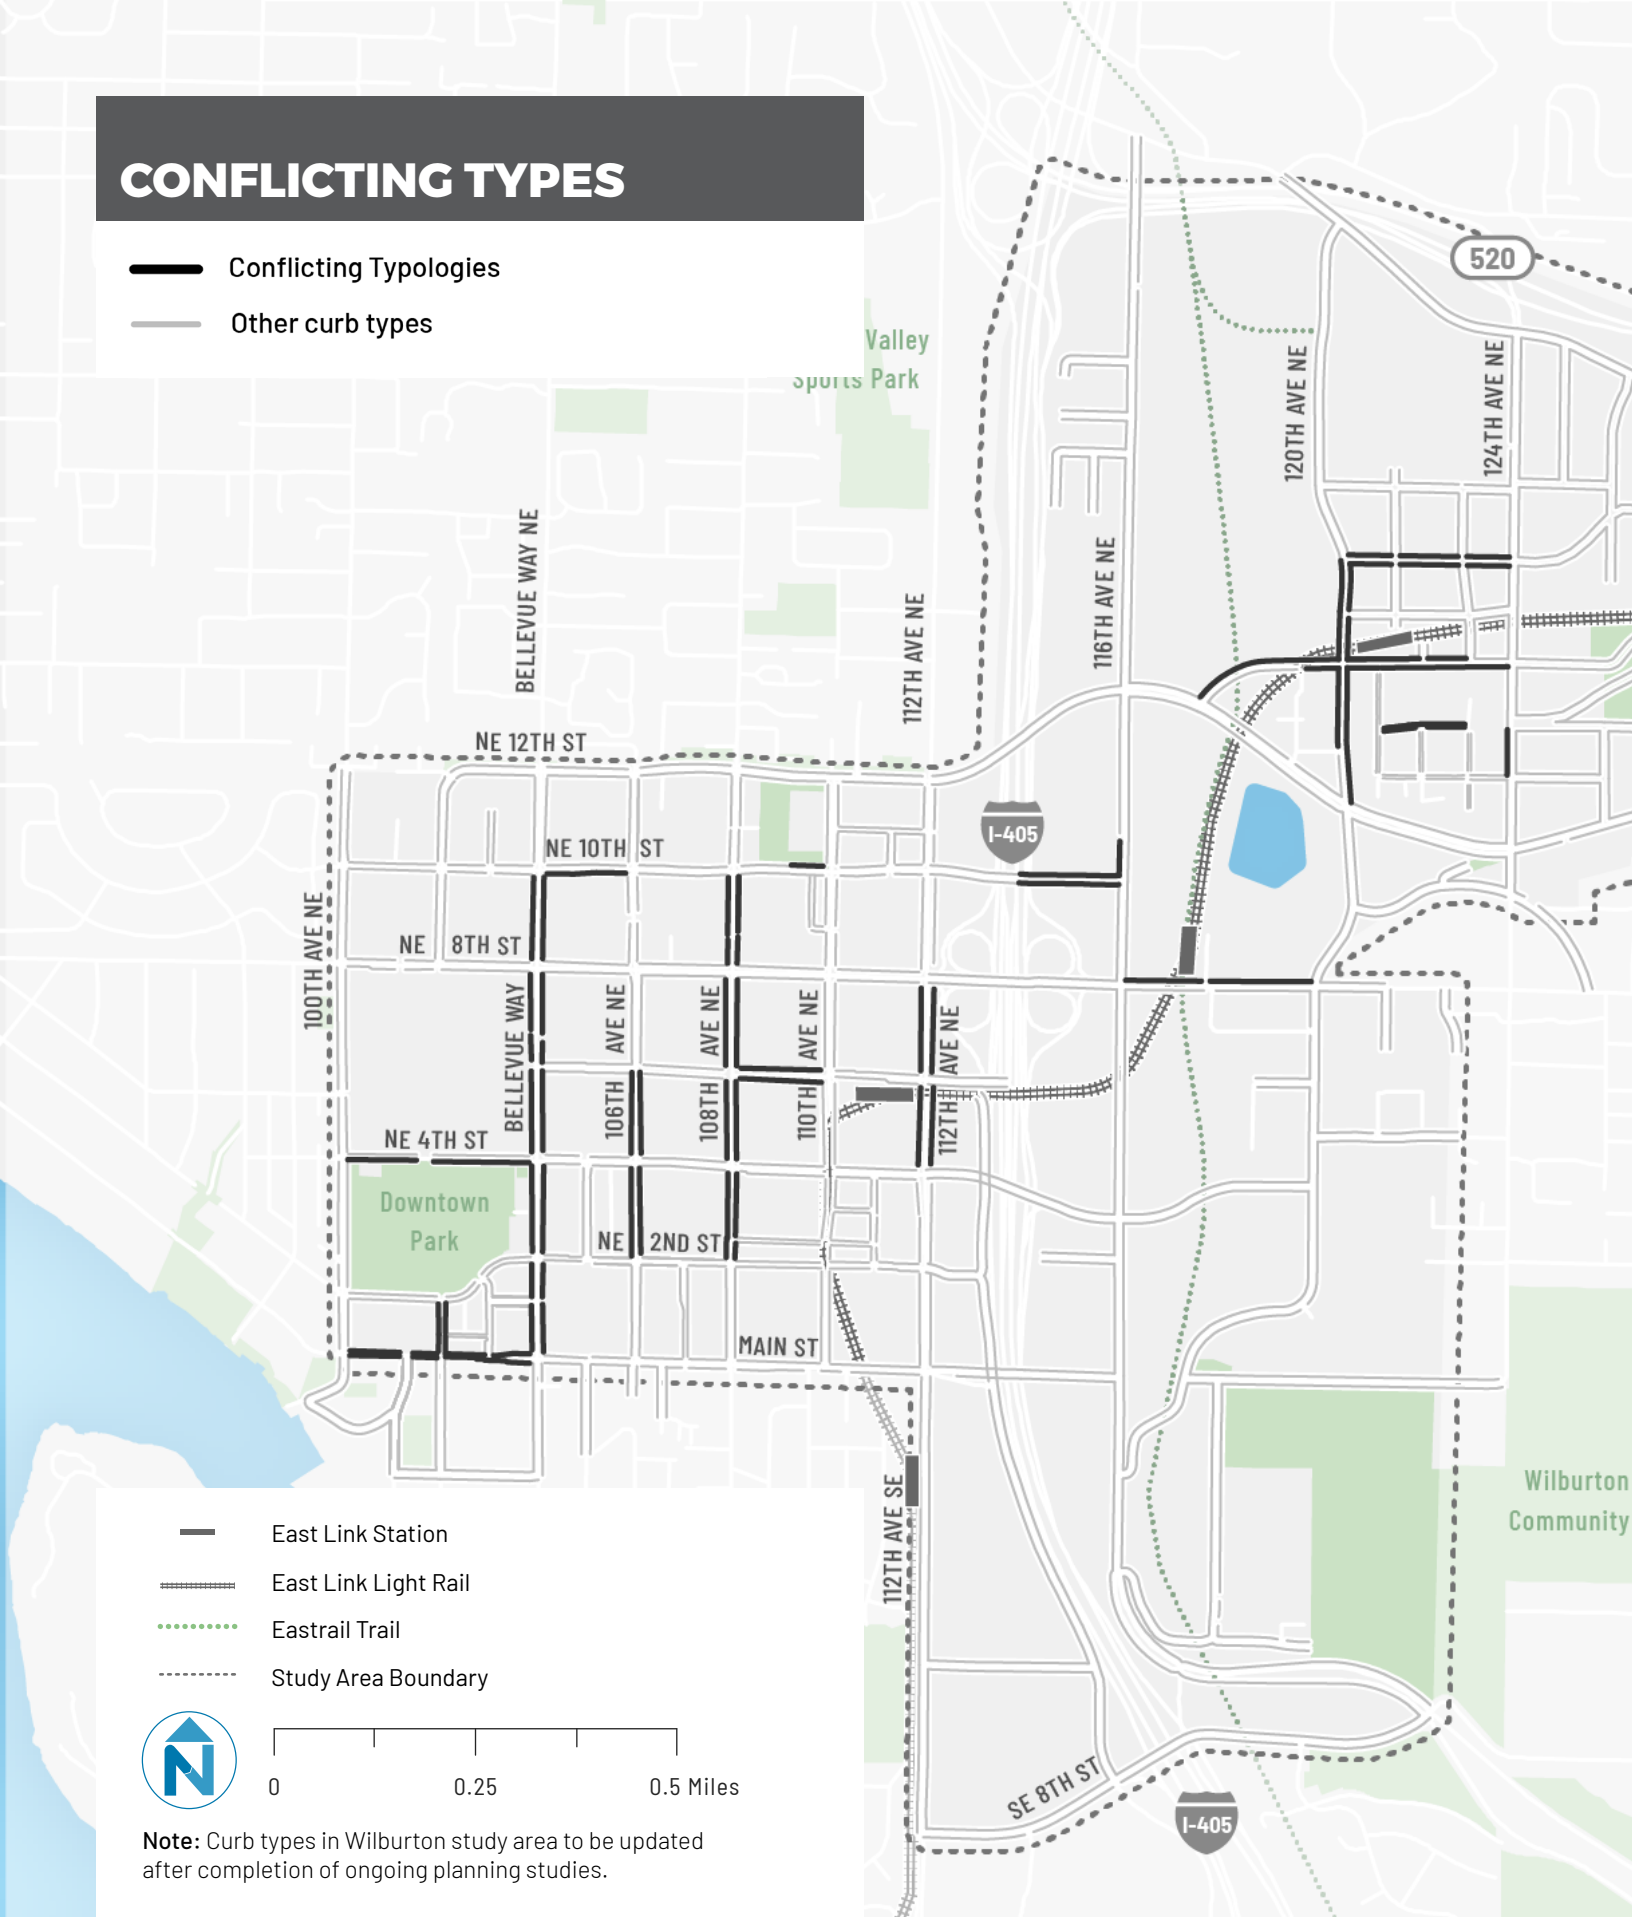 CONFLICTING TYPES
Conflicting Typologies
Other curb types
Valley
Sports Park
520
120TH AVE NE
124TH AVE NE
BELLEVUE WAY NE
112TH AVE NE
116TH AVE NE
NE 12TH ST
I-405
NE 10TH ST
100TH AVE NE
NE 8TH ST
BELLEVUE WAY
106TH AVE NE
108TH AVE NE
110TH AVE NE
112TH AVE NE
NE 4TH ST
Downtown
Park
NE 2ND ST
MAIN ST
112TH AVE SE
Wilburton
Community
SE 8TH ST
I-405
East Link Station
East Link Light Rail
Eastrail Trail
Study Area Boundary
N
0 0.25 0.5 Miles
Note: Curb types in Wilburton study area to be updated
after completion of ongoing planning studies.